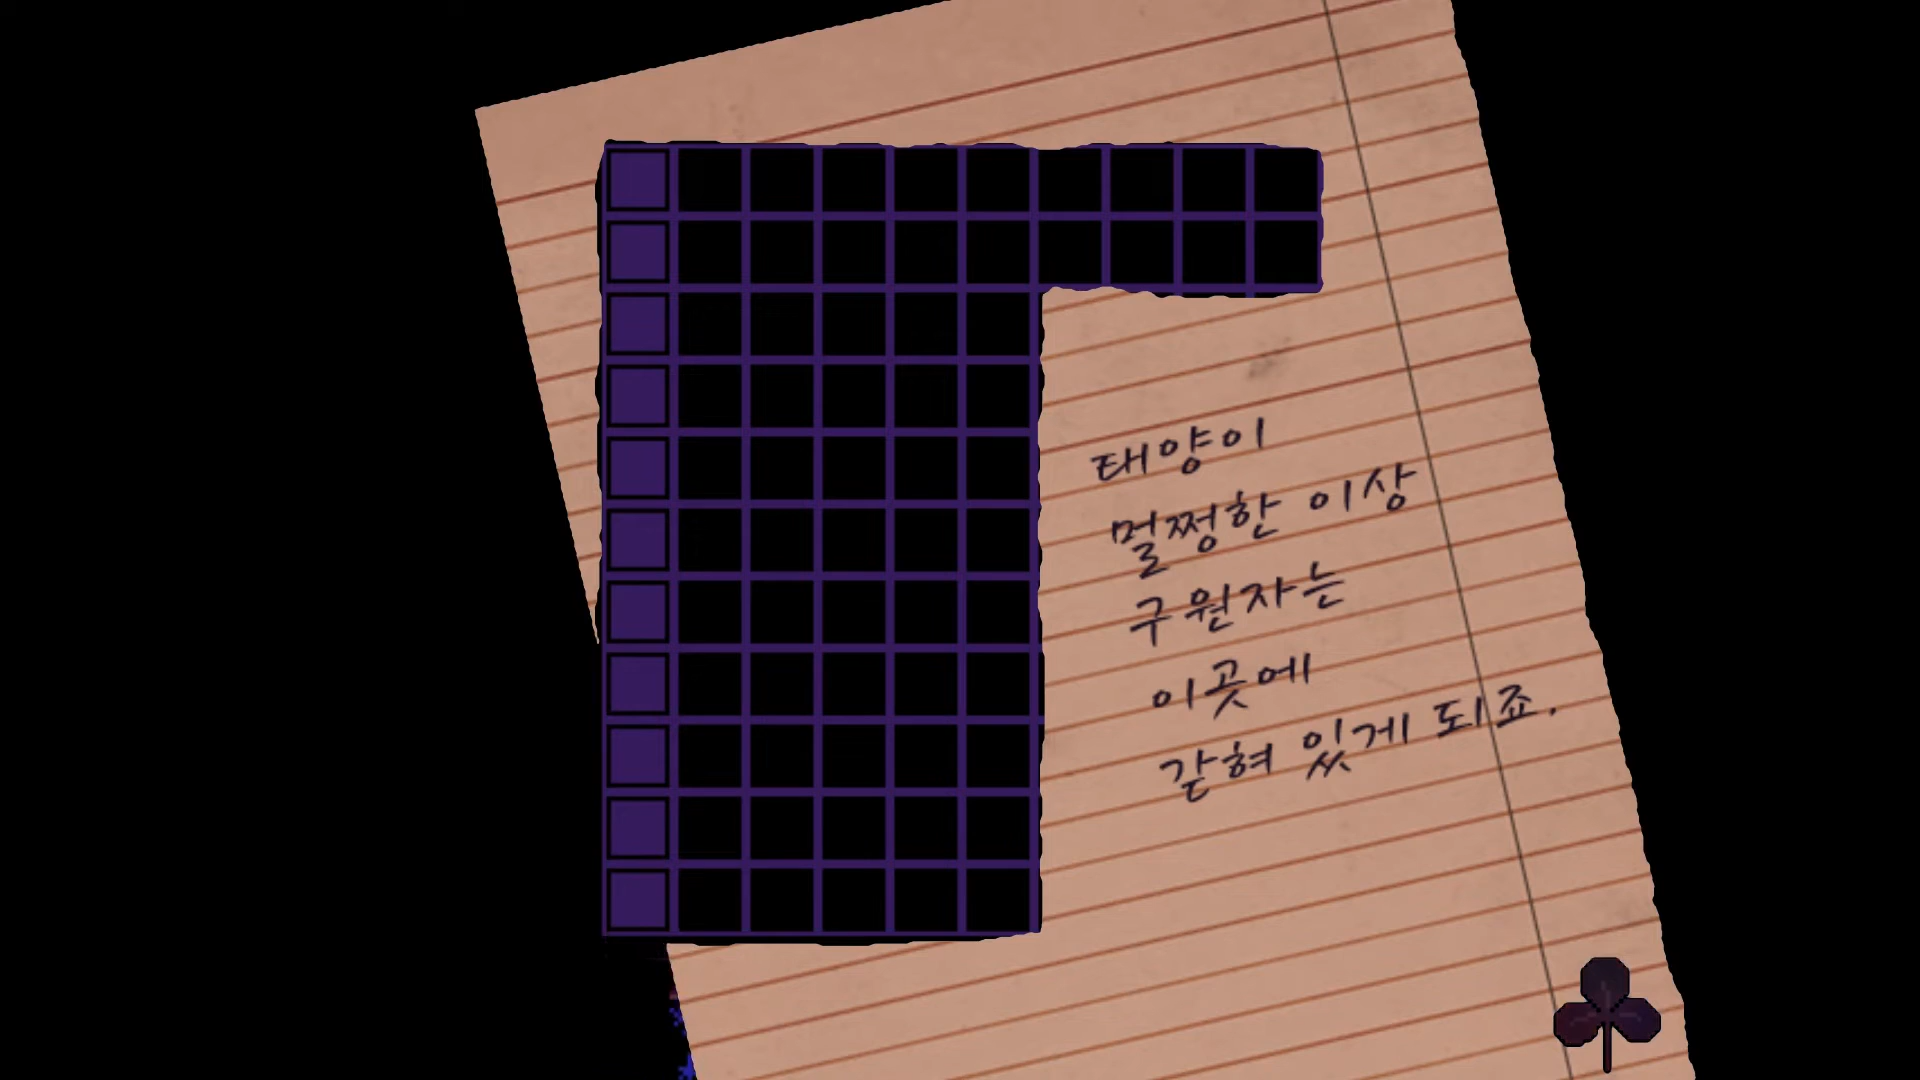 태양이
멀쩡한 이상
구원자는
이곳에
갇혀 있게 되죠.